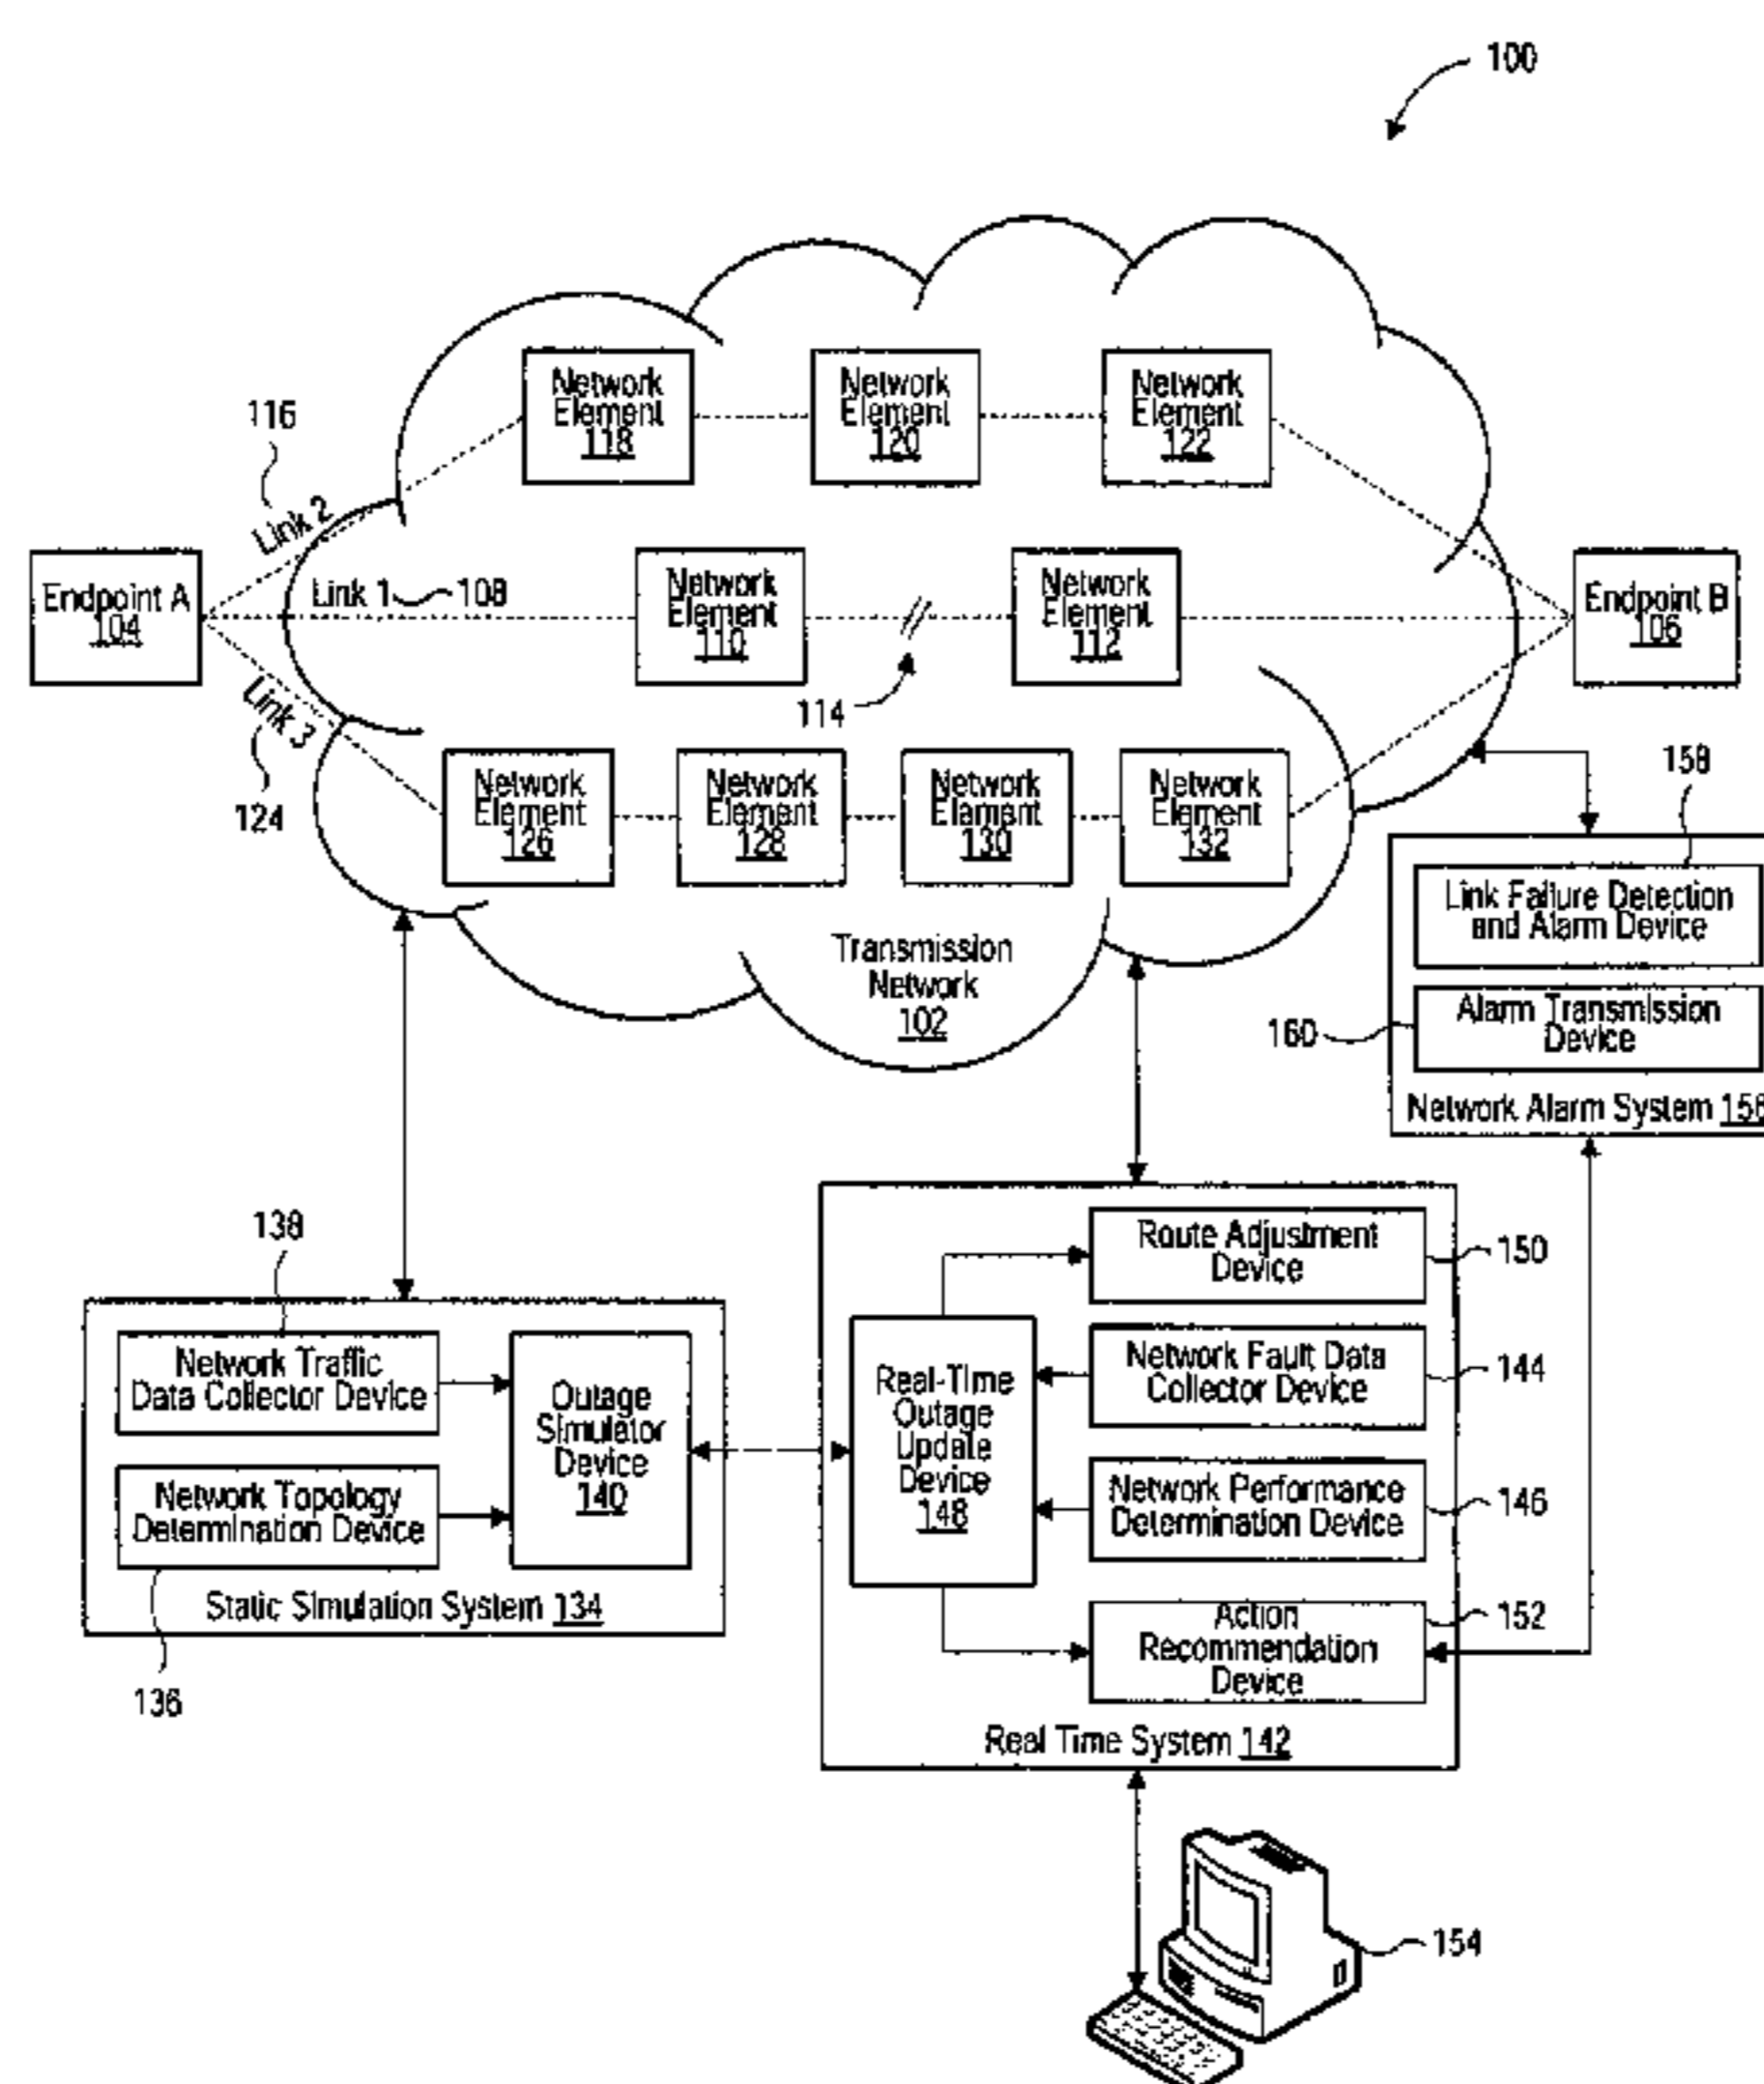 100
Network
Element
118
Network
Element
120
Network
Element
122
116
Link 2
Endpoint A
104
Link 1
108
Network
Element
110
Network
Element
112
Endpoint B
106
114
Link 3
124
Network
Element
126
Network
Element
128
Network
Element
130
Network
Element
132
Transmission
Network
102
158
Link Failure Detection
and Alarm Device
Alarm Transmission
Device
160
Network Alarm System
138
Network Traffic
Data Collector Device
Network Topology
Determination Device
Outage
Simulator
Device
140
Static Simulation System 134
136
Real-Time
Outage
Update
Device
148
Route Adjustment
Device
150
Network Fault Data
Collector Device
144
Network Performance
Determination Device
146
Action
Recommendation
Device
152
Real Time System 142
154